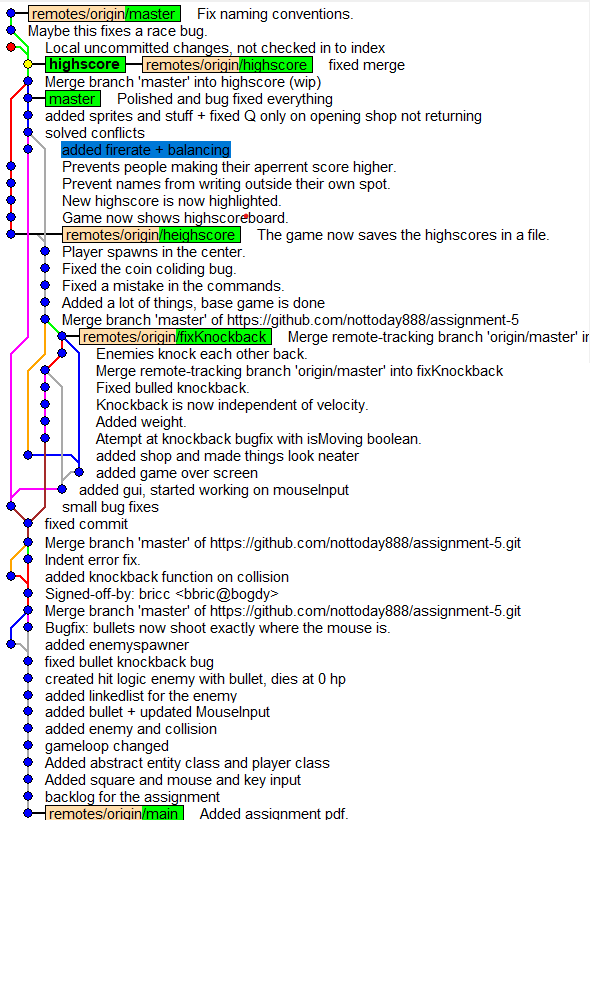 remotes/origin/master Fix naming conventions.
Maybe this fixes a race bug.
Local uncommitted changes, not checked in to index
highscore remotes/origin/highscore fixed merge
Merge branch 'master' into highscore (wip)
master Polished and bug fixed everything
added sprites and stuff + fixed Q only on opening shop not returning
solved conflicts
added firerate + balancing
Prevents people making their aperrent score higher.
Prevent names from writing outside their own spot.
New highscore is now highlighted.
Game now shows highscoreboard.
remotes/origin/heighscore The game now saves the highscores in a file.
Player spawns in the center.
Fixed the coin coliding bug.
Fixed a mistake in the commands.
Added a lot of things, base game is done
Merge branch 'master' of https://github.com/nottoday888/assignment-5
remotes/origin/fixKnockback Merge remote-tracking branch 'origin/master' ir
Enemies knock each other back.
Merge remote-tracking branch 'origin/master' into fixKnockback
Fixed bulled knockback.
Knockback is now independent of velocity.
Added weight.
Atempt at knockback bugfix with isMoving boolean.
added shop and made things look neater
added game over screen
added gui, started working on mouseInput
small bug fixes
fixed commit
Merge branch 'master' of https://github.com/nottoday888/assignment-5.git
Indent error fix.
added knockback function on collision
Signed-off-by: bricc <bbric@bogdy>
Merge branch 'master' of https://github.com/nottoday888/assignment-5.git
Bugfix: bullets now shoot exactly where the mouse is.
added enemyspawner
fixed bullet knockback bug
created hit logic enemy with bullet, dies at 0 hp
added linkedlist for the enemy
added bullet + updated MouseInput
added enemy and collision
gameloop changed
Added abstract entity class and player class
Added square and mouse and key input
backlog for the assignment
remotes/origin/main Added assignment pdf.